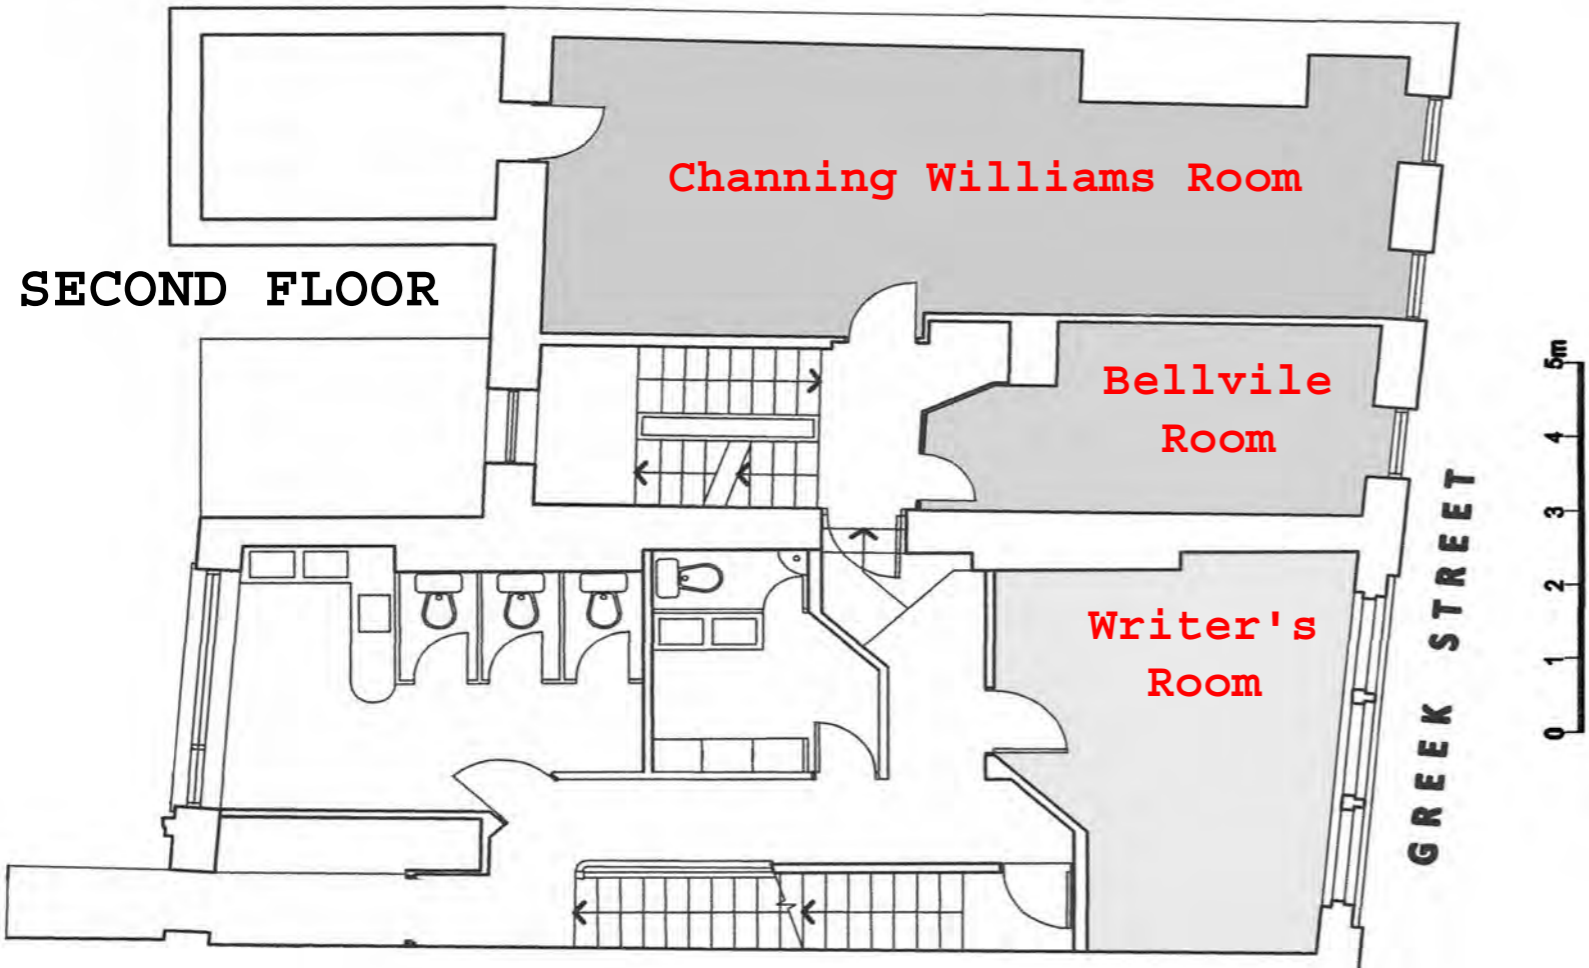 SECOND FLOOR
Channing Williams Room
Bellvile
Room
Writer's
Room
GREEK STREET
5m
4
3
2
1
0